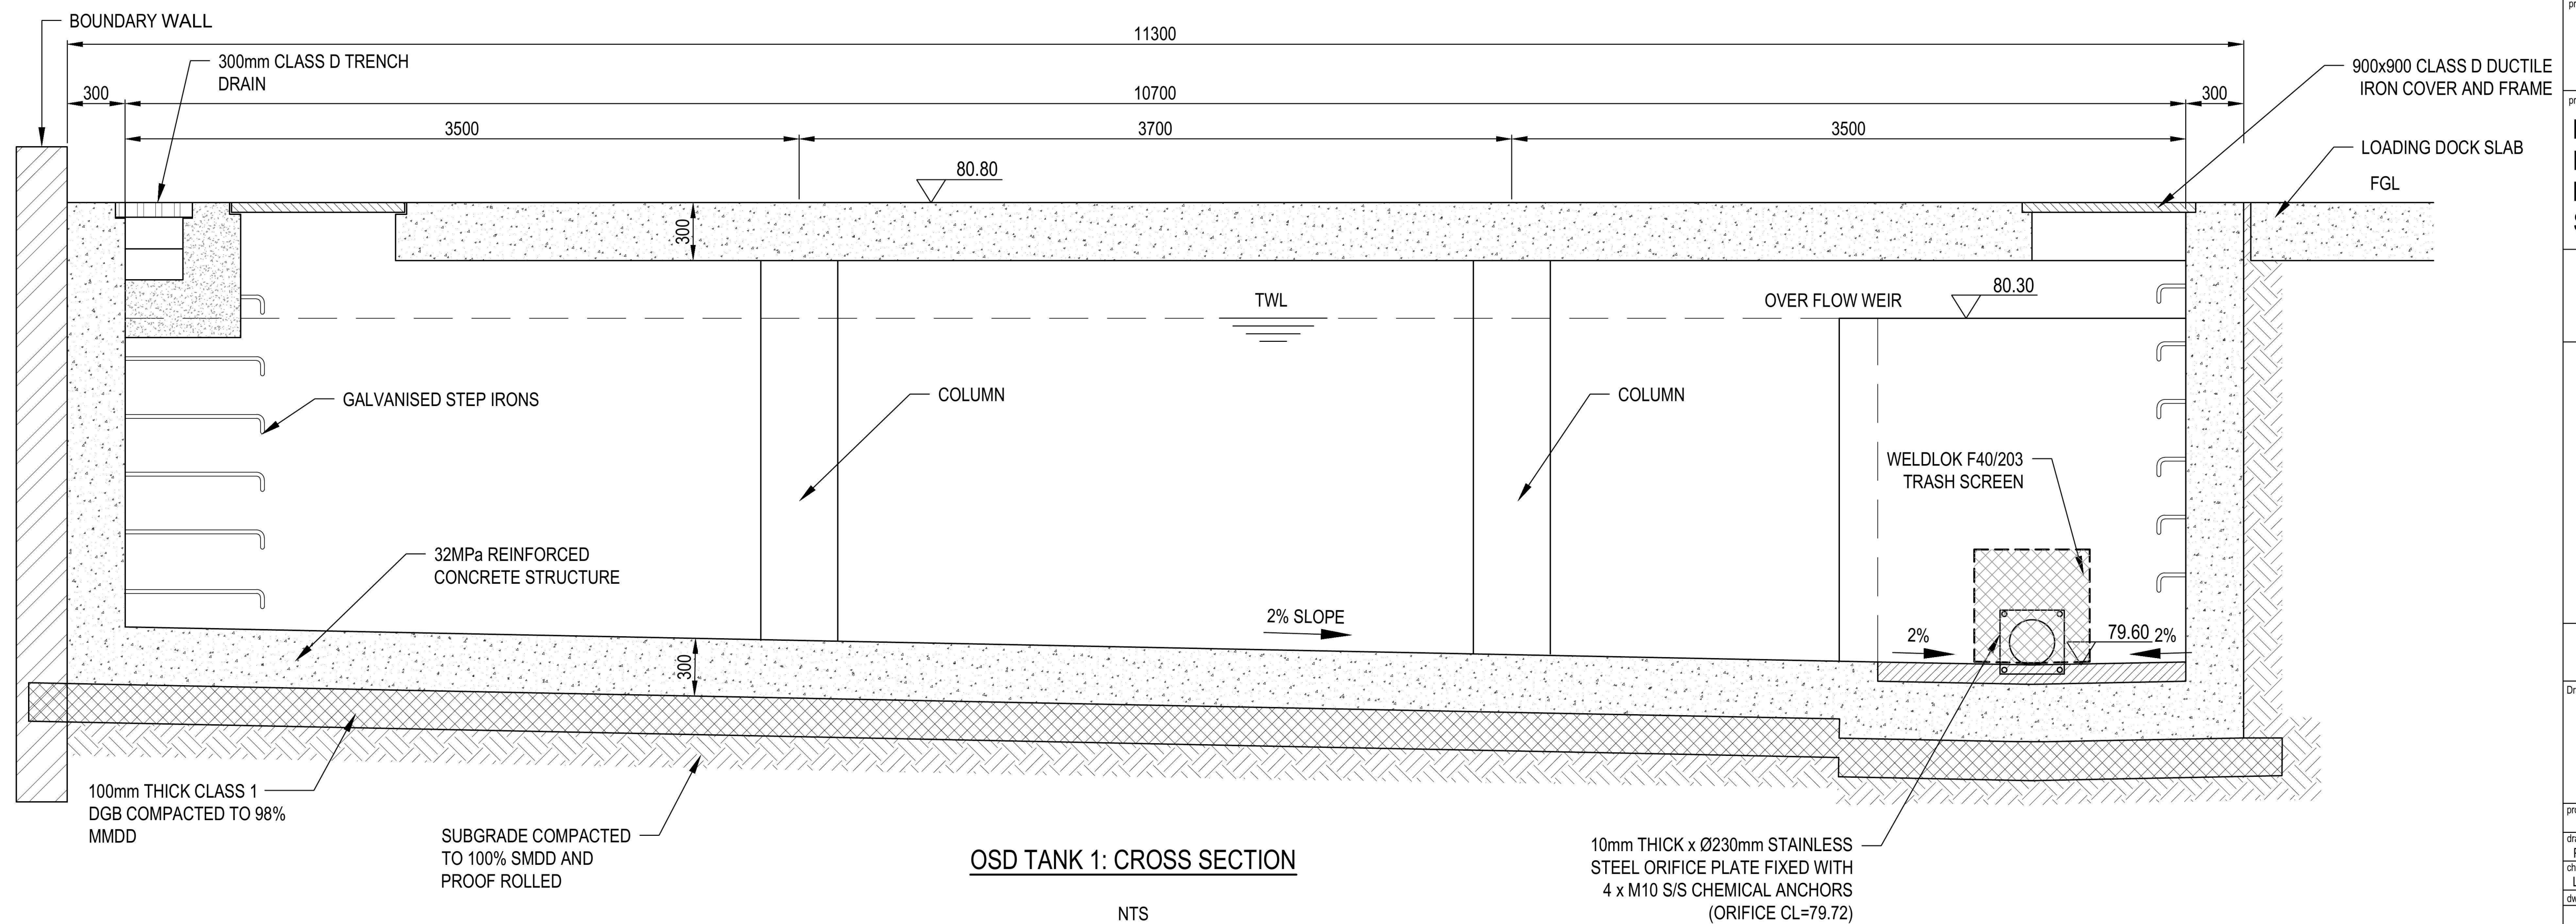 BOUNDARY WALL
11300
300mm CLASS D TRENCH
DRAIN
900x900 CLASS D DUCTILE
IRON COVER AND FRAME
300
10700
300
3500
3700
3500
LOADING DOCK SLAB
FGL
80.80
300
TWL
OVER FLOW WEIR
80.30
GALVANISED STEP IRONS
COLUMN
COLUMN
WELDLOK F40/203
TRASH SCREEN
32MPa REINFORCED
CONCRETE STRUCTURE
2% SLOPE
2%
79.60
2%
300
100mm THICK CLASS 1
DGB COMPACTED TO 98%
MMDD
SUBGRADE COMPACTED
TO 100% SMDD AND
PROOF ROLLED
OSD TANK 1: CROSS SECTION
NTS
10mm THICK x Ø230mm STAINLESS
STEEL ORIFICE PLATE FIXED WITH
4 x M10 S/S CHEMICAL ANCHORS
(ORIFICE CL=79.72)